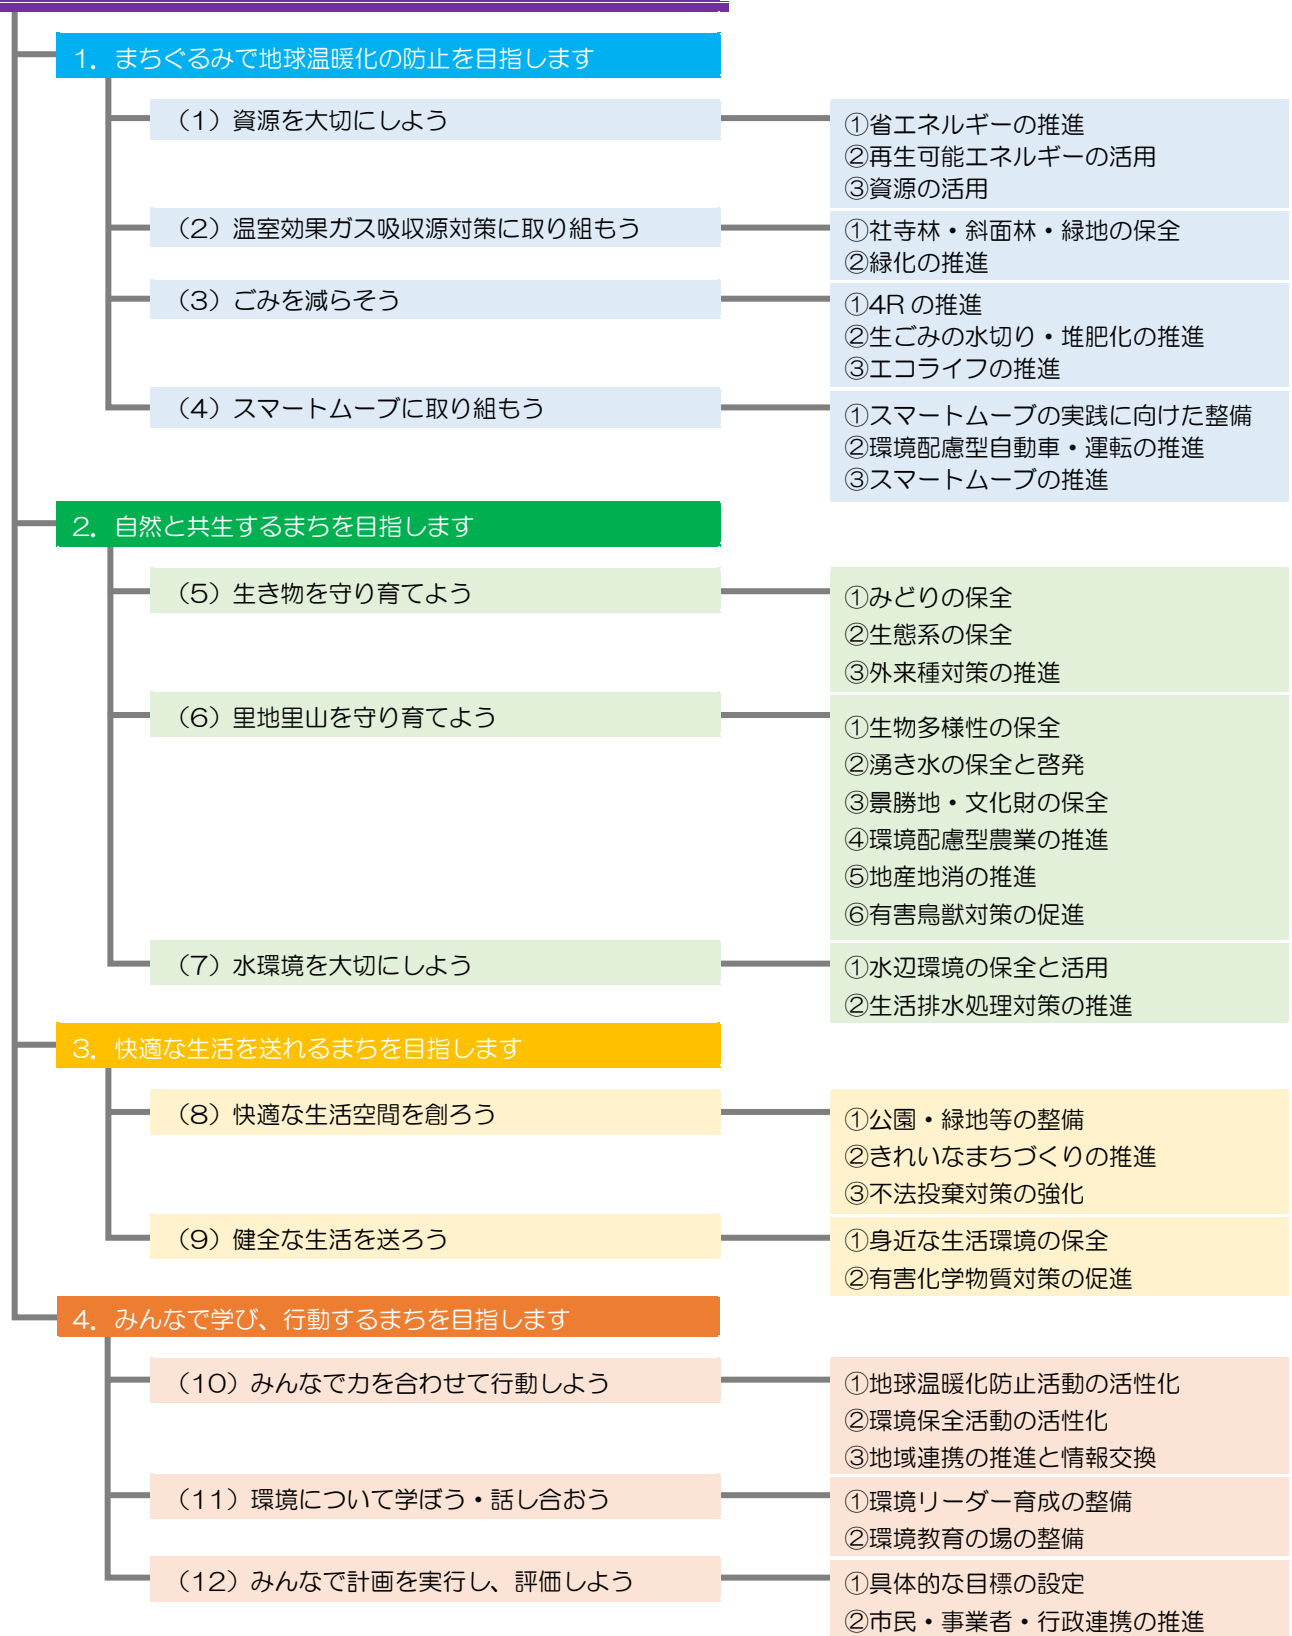 1．まちぐるみで地球温暖化の防止を目指します
（1）資源を大切にしよう
①省エネルギーの推進
②再生可能エネルギーの活用
③資源の活用
（2）温室効果ガス吸収源対策に取り組もう
①社寺林・斜面林・緑地の保全
②緑化の推進
（3）ごみを減らそう
①4R の推進
②生ごみの水切り・堆肥化の推進
③エコライフの推進
（4）スマートムーブに取り組もう
①スマートムーブの実践に向けた整備
②環境配慮型自動車・運転の推進
③スマートムーブの推進
2．自然と共生するまちを目指します
（5）生き物を守り育てよう
①みどりの保全
②生態系の保全
③外来種対策の推進
（6）里地里山を守り育てよう
①生物多様性の保全
②湧き水の保全と啓発
③景勝地・文化財の保全
④環境配慮型農業の推進
⑤地産地消の推進
⑥有害鳥獣対策の促進
（7）水環境を大切にしよう
①水辺環境の保全と活用
②生活排水処理対策の推進
3．快適な生活を送れるまちを目指します
（8）快適な生活空間を創ろう
①公園・緑地等の整備
②きれいなまちづくりの推進
③不法投棄対策の強化
（9）健全な生活を送ろう
①身近な生活環境の保全
②有害化学物質対策の促進
4．みんなで学び、行動するまちを目指します
（10）みんなで力を合わせて行動しよう
①地球温暖化防止活動の活性化
②環境保全活動の活性化
③地域連携の推進と情報交換
（11）環境について学ぼう・話し合おう
①環境リーダー育成の整備
②環境教育の場の整備
（12）みんなで計画を実行し、評価しよう
①具体的な目標の設定
②市民・事業者・行政連携の推進